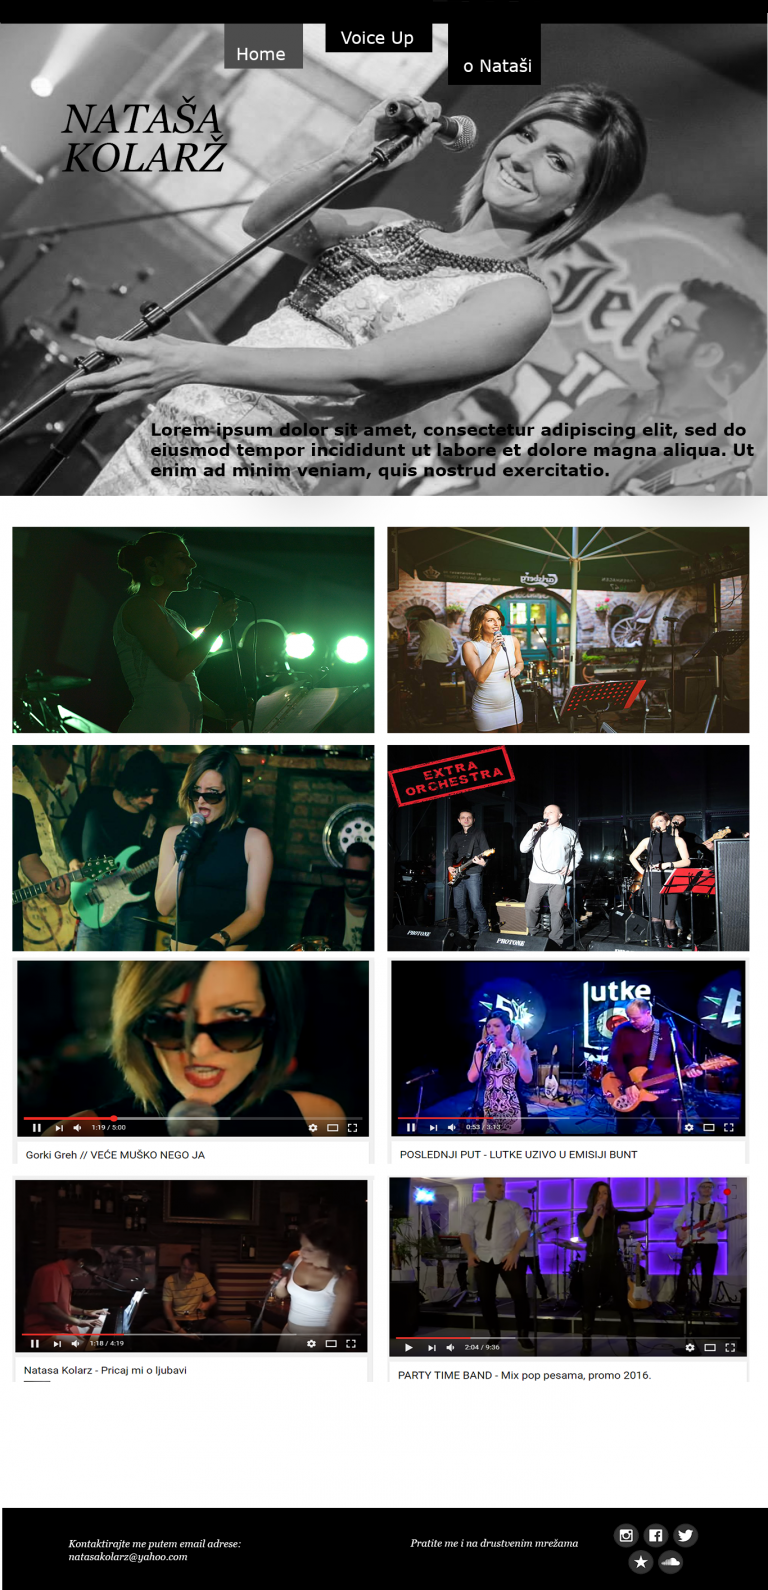 Home
Voice Up
o Nataši
NATAŠA
KOLARŽ
Jel
Lorem ipsum dolor sit amet, consectetur adipiscing elit, sed do
eiusmod tempor incididunt ut labore et dolore magna aliqua. Ut
enim ad minim veniam, quis nostrud exercitatio.
Carlsberg
EXTRA
ORCHESTRA
PROTONE
PROTONE
lutke
1:19 / 5:00
0:53 / 3:13
Gorki Greh // VEĆE MUŠKO NEGO JA
POSLEDNJI PUT - LUTKE UZIVO U EMISIJI BUNT
1:18 / 4:19
2:04 / 9:36
Natasa Kolarz - Pricaj mi o ljubavi
PARTY TIME BAND - Mix pop pesama, promo 2016.
Kontaktirajte me putem email adrese:
natasakolarz@yahoo.com
Pratite me i na drustvenim mrežama